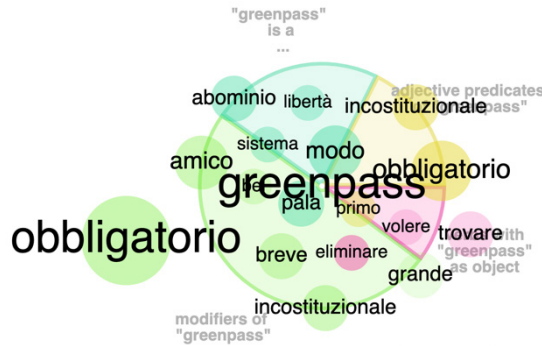 "greenpass"
is a
...
adjective predicates
"greenpass"
abominio
libertà
incostituzionale
sistema
modo
amico
obbligatorio
be
greenpass
pala
primo
obbligatorio
volere
trovare
with
"greenpass"
as object
breve
eliminare
grande
incostituzionale
modifiers of
"greenpass"